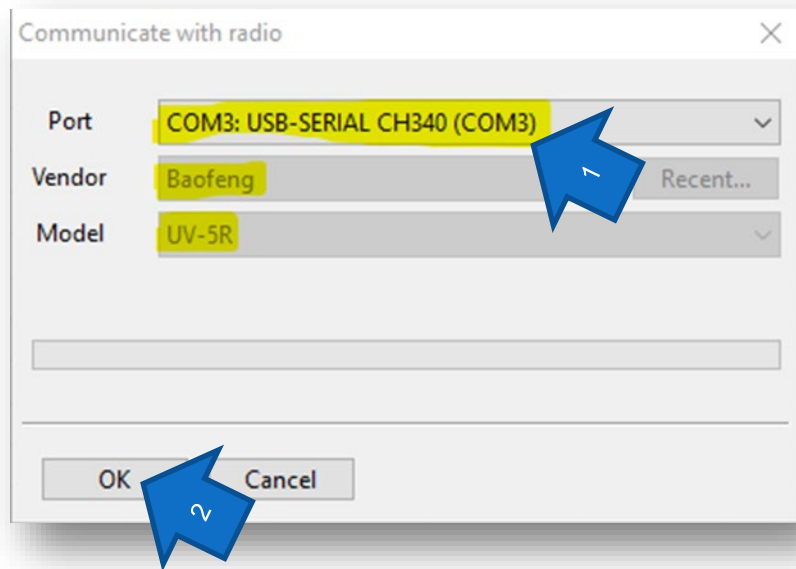 Communicate with radio
Port COM3: USB-SERIAL CH340 (COM3)
1
Vendor Baofeng Recent...
Model UV-5R
OK Cancel
2